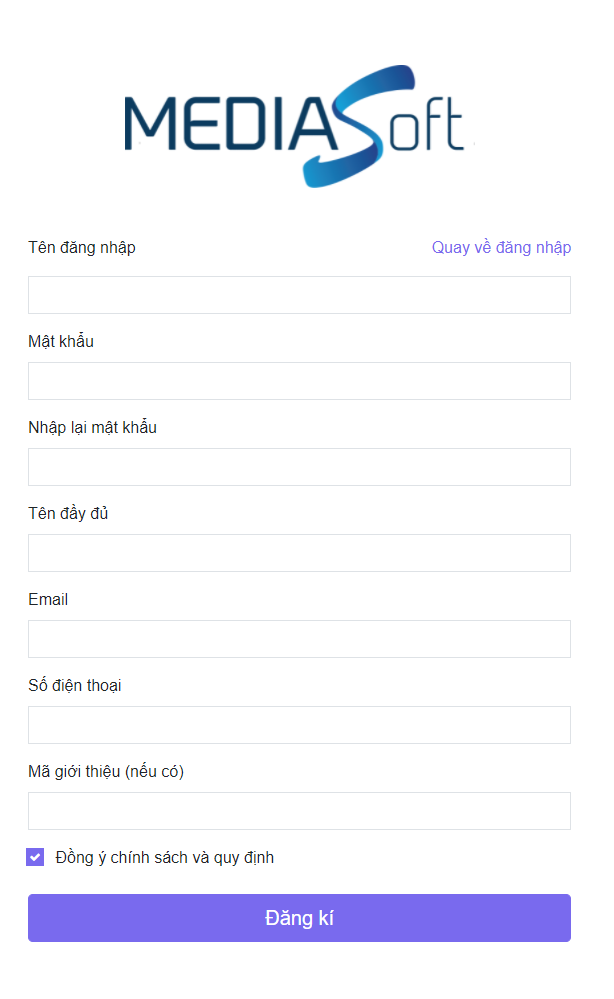 MEDIASoft
Tên đăng nhập
Quay về đăng nhập
Mật khẩu
Nhập lại mật khẩu
Tên đầy đủ
Email
Số điện thoại
Mã giới thiệu (nếu có)
Đồng ý chính sách và quy định
Đăng kí